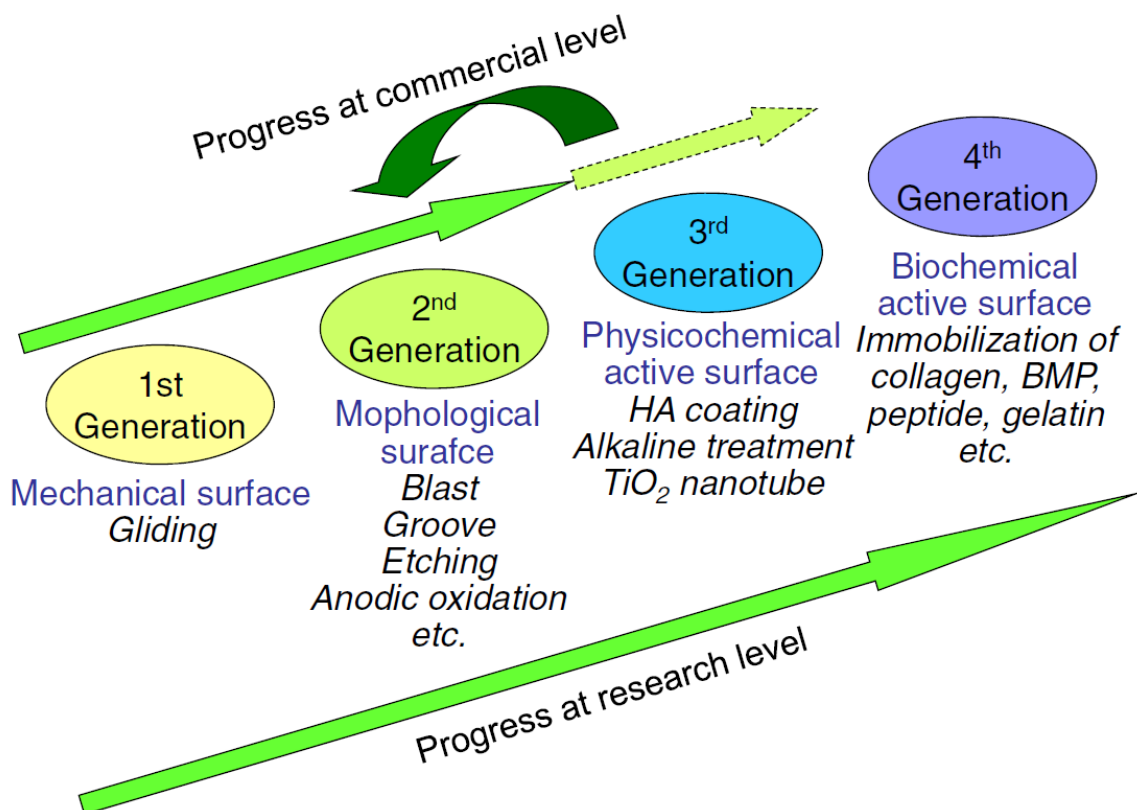 Progress at commercial level
1st
Generation
Mechanical surface
Gliding
2nd
Generation
Mophological
surafce
Blast
Groove
Etching
Anodic oxidation
etc.
3rd
Generation
Physicochemical
active surface
HA coating
Alkaline treatment
TiO2 nanotube
4th
Generation
Biochemical
active surface
Immobilization of
collagen, BMP,
peptide, gelatin
etc.
Progress at research level